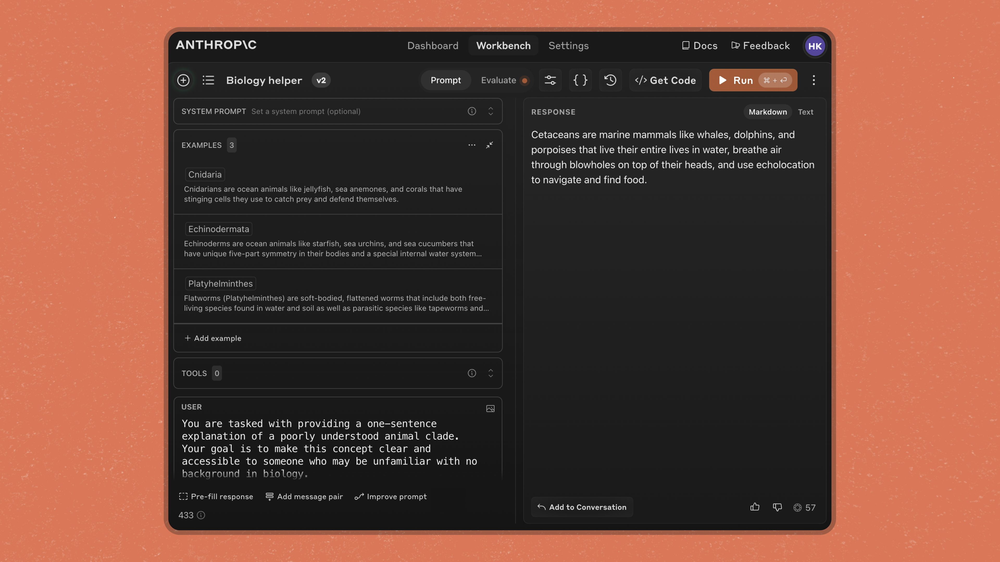 ANTHROP\C
Dashboard
Workbench
Settings
Docs
Feedback
HK
Biology helper
v2
Prompt
Evaluate
{ }
</> Get Code
Run
⌘ + ⏎
SYSTEM PROMPT Set a system prompt (optional)
EXAMPLES 3
Cnidaria
Cnidarians are ocean animals like jellyfish, sea anemones, and corals that have
stinging cells they use to catch prey and defend themselves.
Echinodermata
Echinoderms are ocean animals like starfish, sea urchins, and sea cucumbers that
have unique five-part symmetry in their bodies and a special internal water system...
Platyhelminthes
Flatworms (Platyhelminthes) are soft-bodied, flattened worms that include both free-
living species found in water and soil as well as parasitic species like tapeworms and...
+ Add example
TOOLS 0
USER
You are tasked with providing a one-sentence
explanation of a poorly understood animal clade.
Your goal is to make this concept clear and
accessible to someone who may be unfamiliar with no
background in biology.
Pre-fill response
Add message pair
Improve prompt
433
RESPONSE
Markdown
Text
Cetaceans are marine mammals like whales, dolphins, and
porpoises that live their entire lives in water, breathe air
through blowholes on top of their heads, and use echolocation
to navigate and find food.
Add to Conversation
57